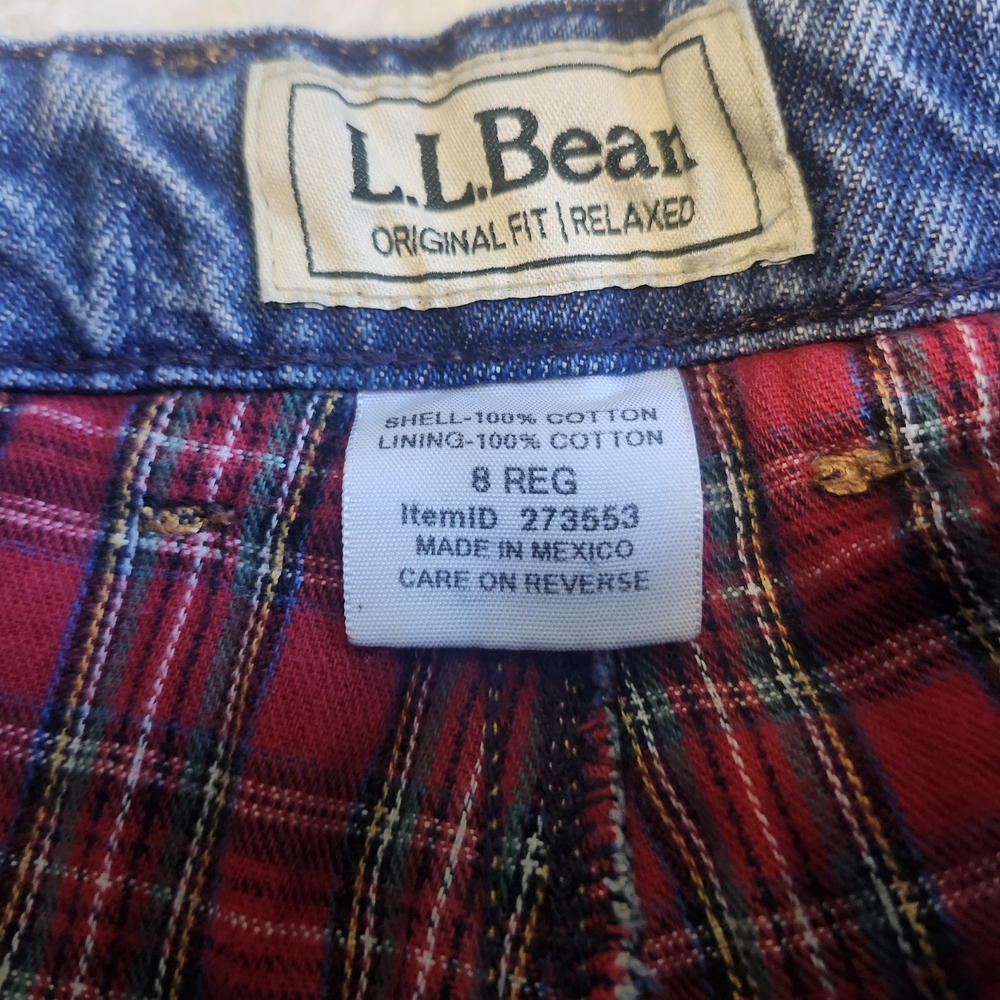 L.L.Bean
ORIGINAL FIT | RELAXED
SHELL-100% COTTON
LINING-100% COTTON
8 REG
ItemID 273553
MADE IN MEXICO
CARE ON REVERSE